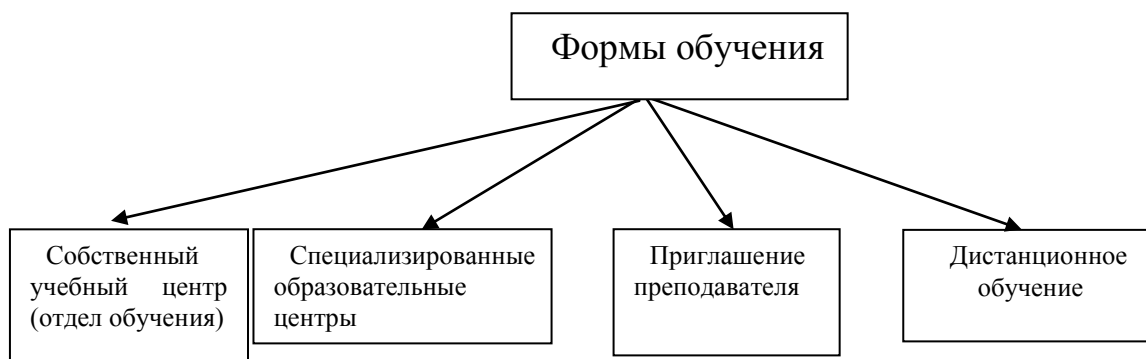 Формы обучения
Собственный
учебный центр
(отдел обучения)
Специализированные
образовательные
центры
Приглашение
преподавателя
Дистанционное
обучение